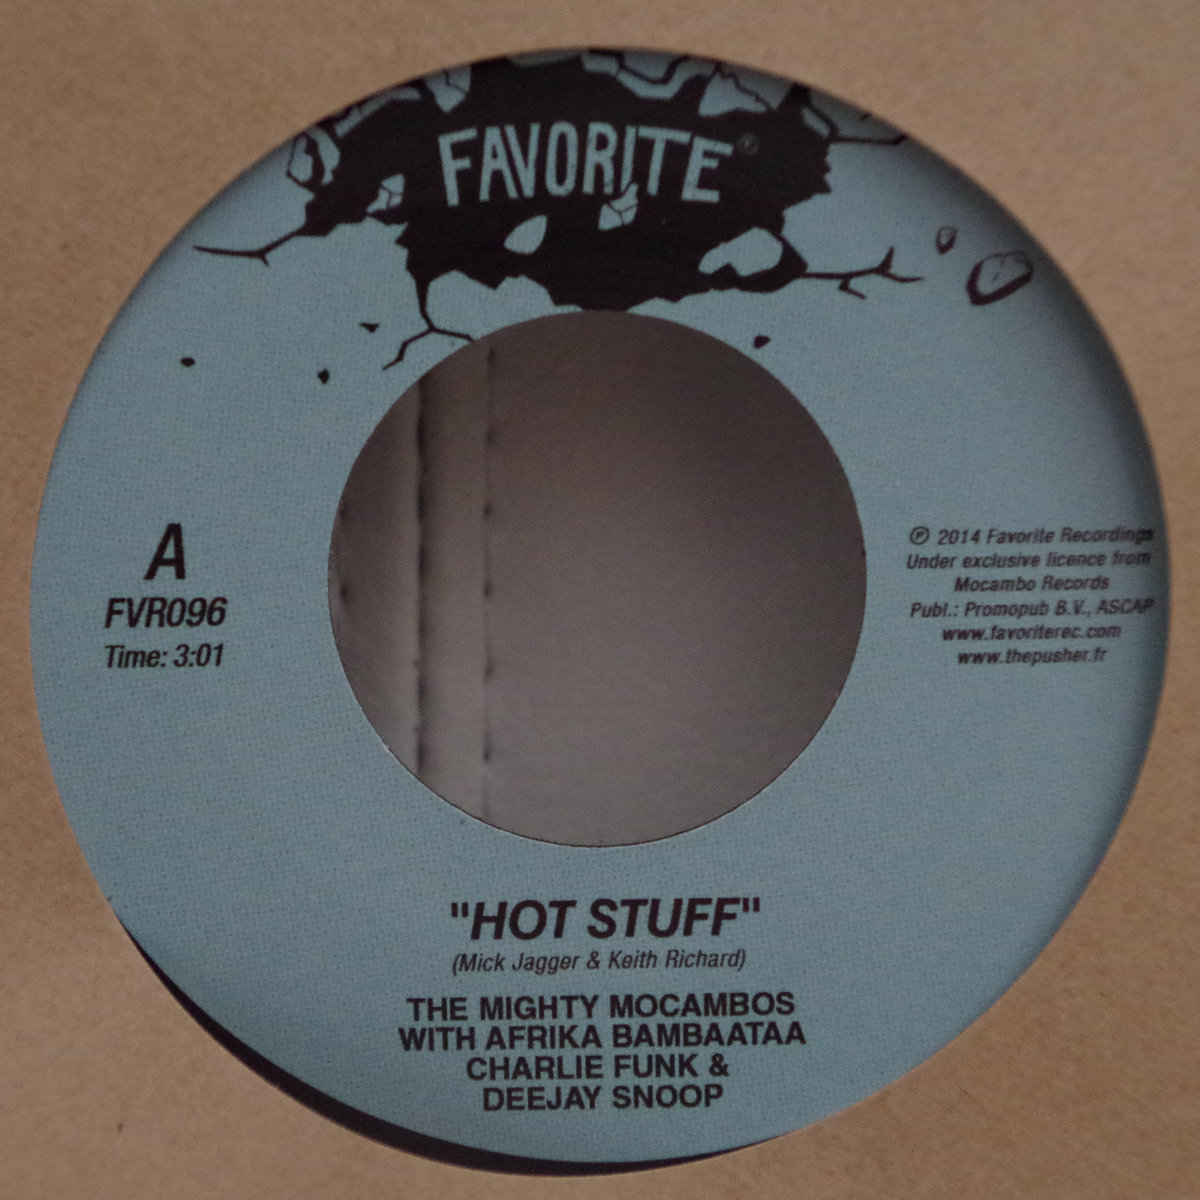 FAVORITE
A
FVR096
Time: 3:01
℗ 2014 Favorite Recordings
Under exclusive licence from
Mocambo Records
Publ.: Promopub B.V., ASCAP
www.favoriterec.com
www.thepusher.fr
"HOT STUFF"
(Mick Jagger & Keith Richard)
THE MIGHTY MOCAMBOS
WITH AFRIKA BAMBAATAA
CHARLIE FUNK &
DEEJAY SNOOP